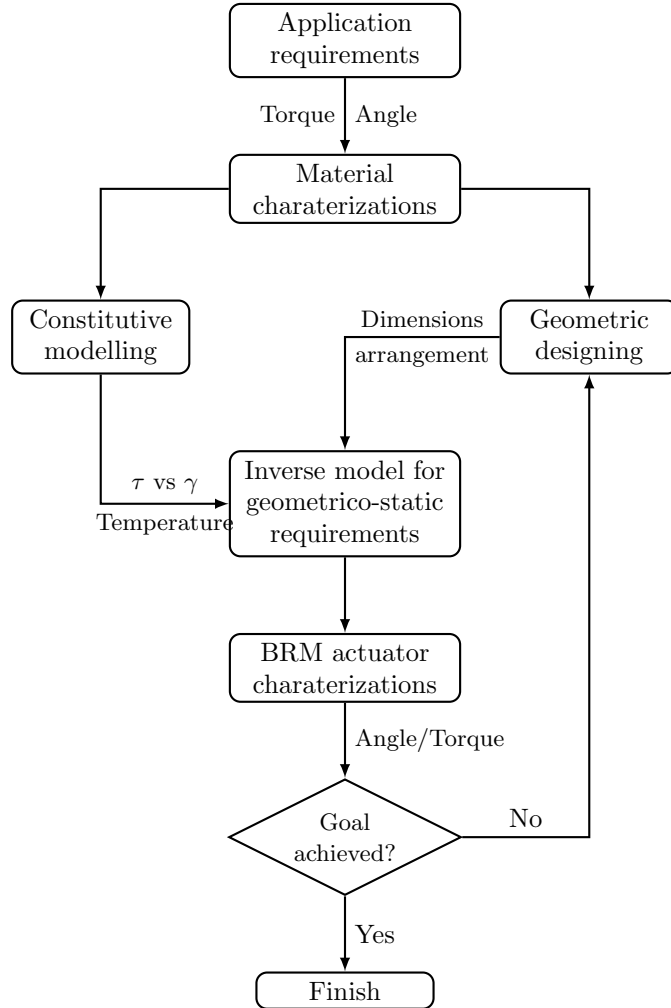 Application
requirements
Torque Angle
Material
charaterizations
Constitutive
modelling
Dimensions
arrangement
Geometric
designing
τ vs γ
Temperature
Inverse model for
geometrico-static
requirements
BRM actuator
charaterizations
Angle/Torque
Goal
achieved?
No
Yes
Finish